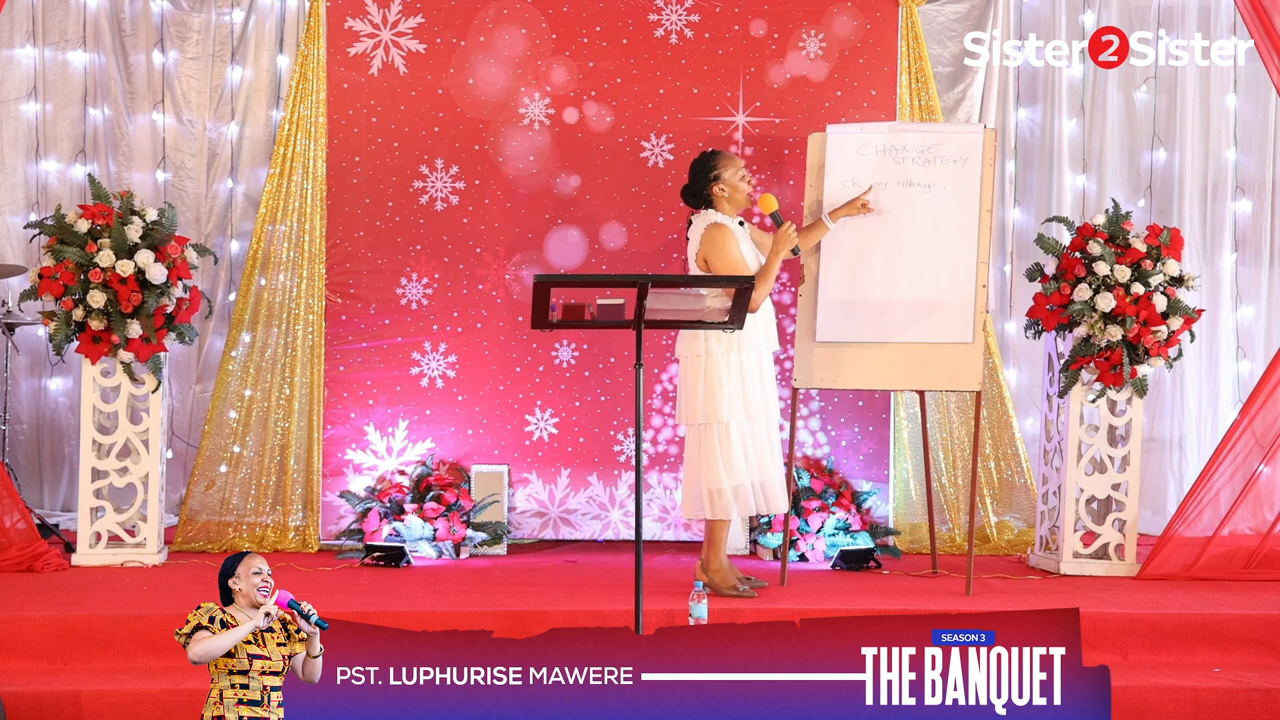 Sister2Sister
CHANGE
STRATEGY
SEASON 3
PST. LUPHURISE MAWERE
THE BANQUET